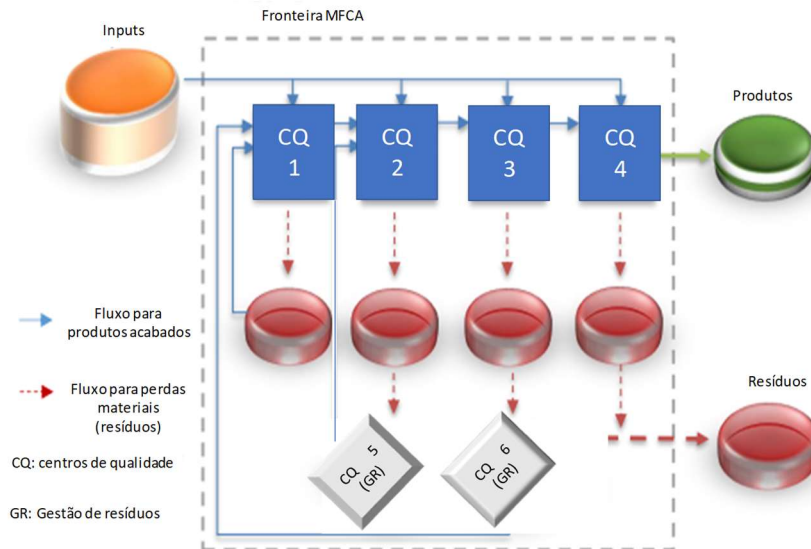 Fronteira MFCA
Inputs
Produtos
CQ
1
CQ
2
CQ
3
CQ
4
Fluxo para
produtos acabados
Fluxo para perdas
materiais
(resíduos)
Resíduos
CQ 5
(GR)
CQ 6
(GR)
CQ: centros de qualidade
GR: Gestão de resíduos